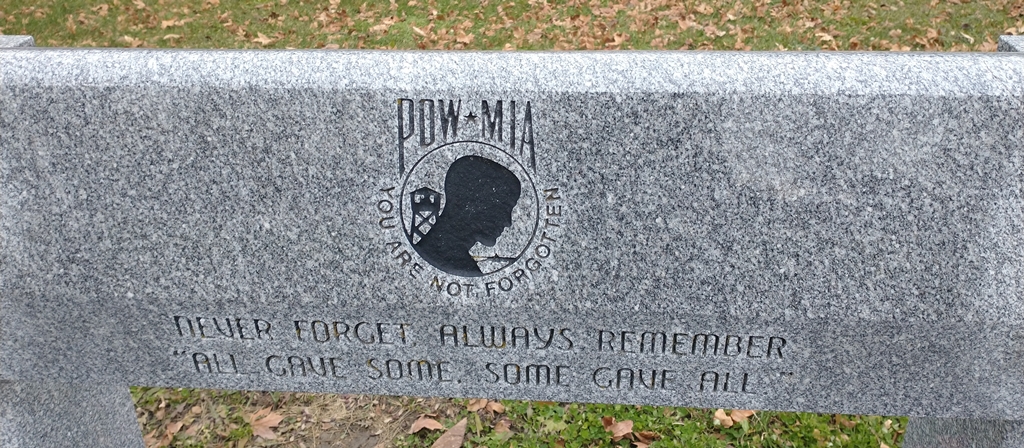 POW★MIA
YOU ARE NOT FORGOTTEN
NEVER FORGET, ALWAYS REMEMBER
"ALL GAVE SOME, SOME GAVE ALL"